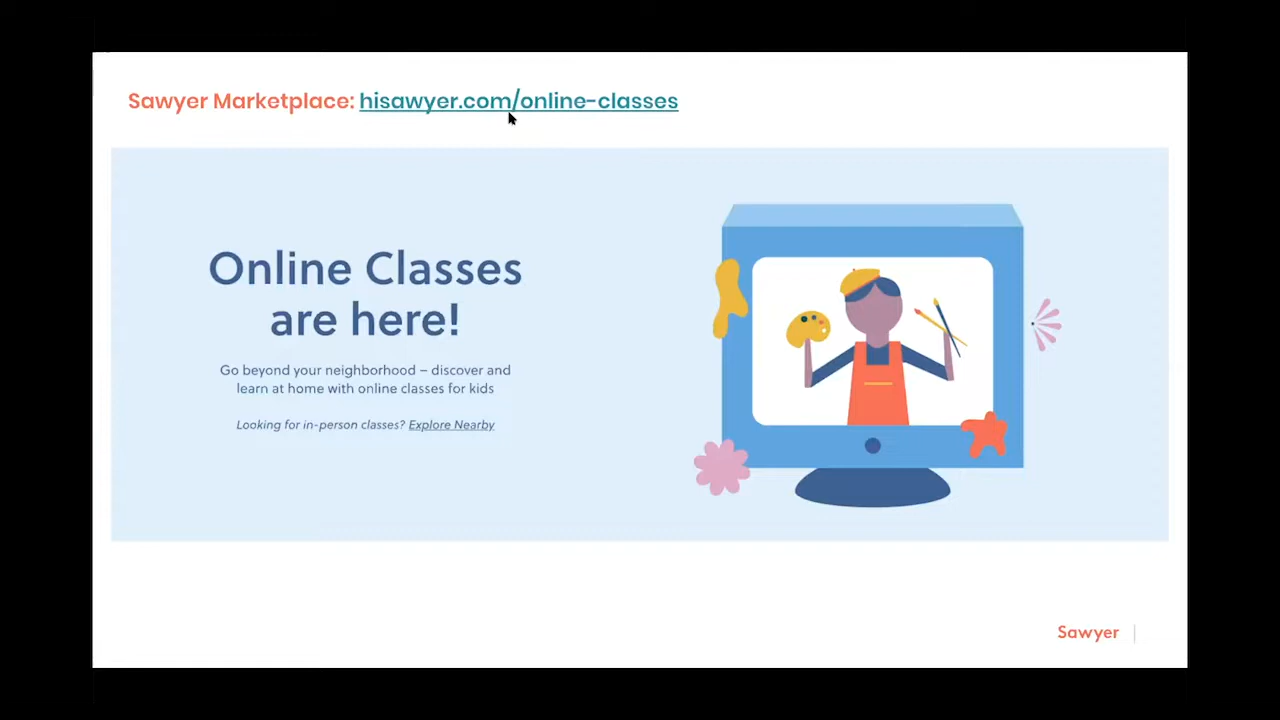 Sawyer Marketplace: hisawyer.com/online-classes
Online Classes
are here!
Go beyond your neighborhood – discover and
learn at home with online classes for kids
Looking for in-person classes? Explore Nearby
Sawyer